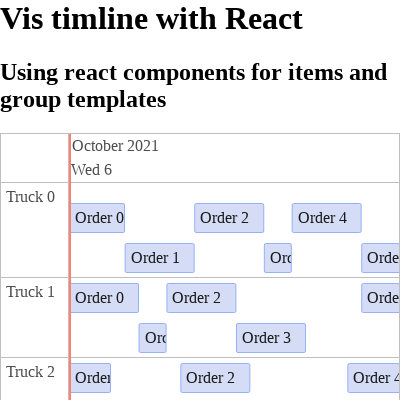 Vis timline with React
Using react components for items and
group templates
October 2021
Wed 6
Truck 0
Order 0
Order 2
Order 4
Order 1
Truck 1
Order 0
Order 2
Order 3
Truck 2
Order 2